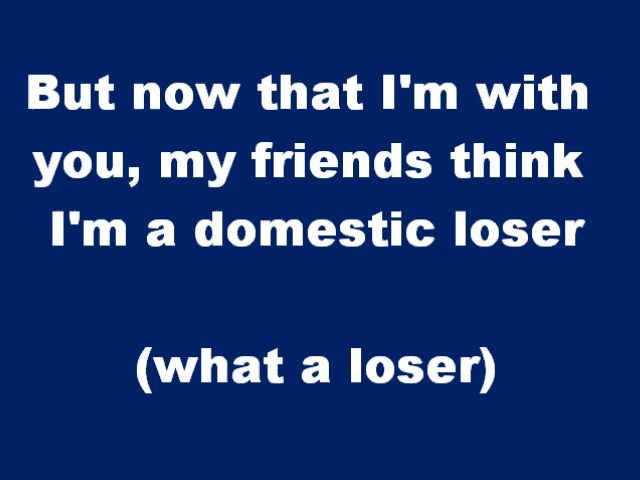 But now that I'm with
you, my friends think
I'm a domestic loser
(what a loser)